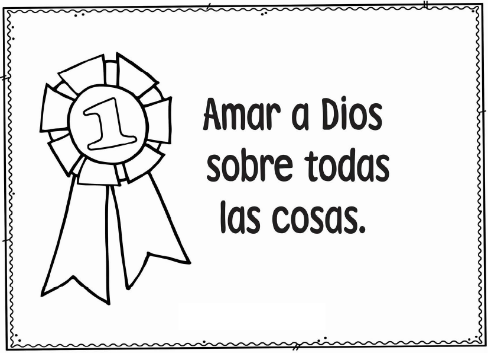 1
Amar a Dios
sobre todas
las cosas.